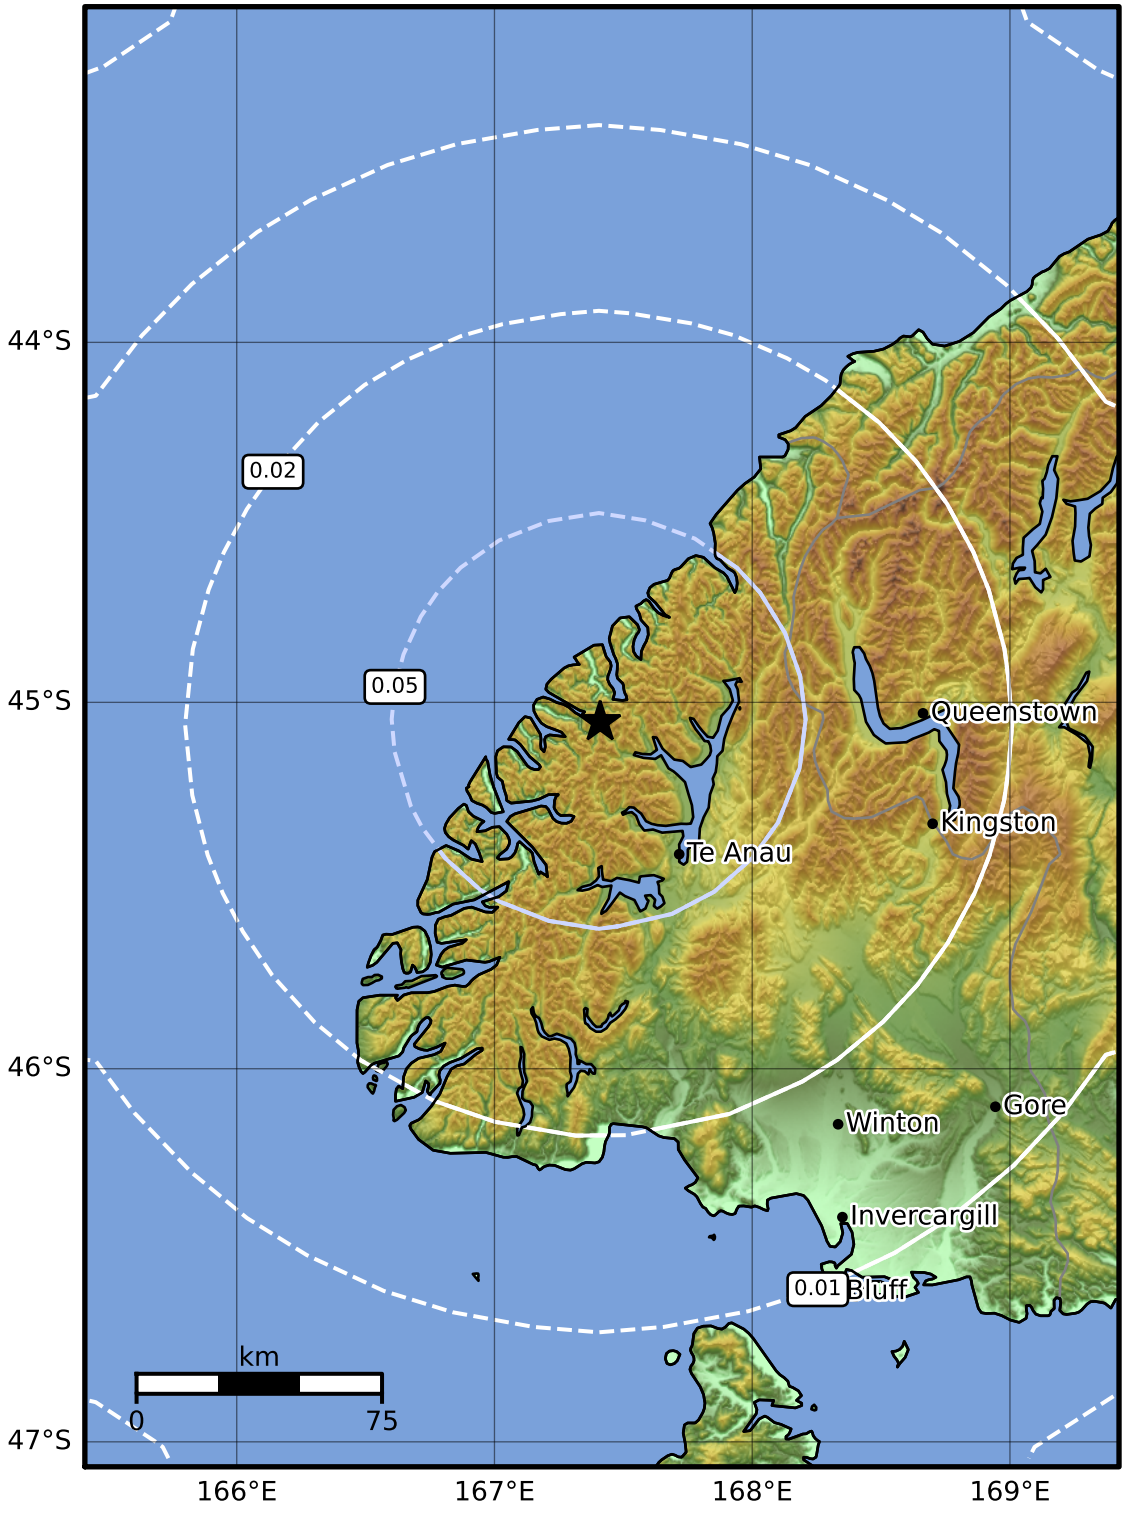 44°S
0.02
0.05
45°S
Queenstown
Kingston
Te Anau
46°S
Gore
Winton
Invercargill
0.01
Bluff
km
0
75
47°S
166°E
167°E
168°E
169°E